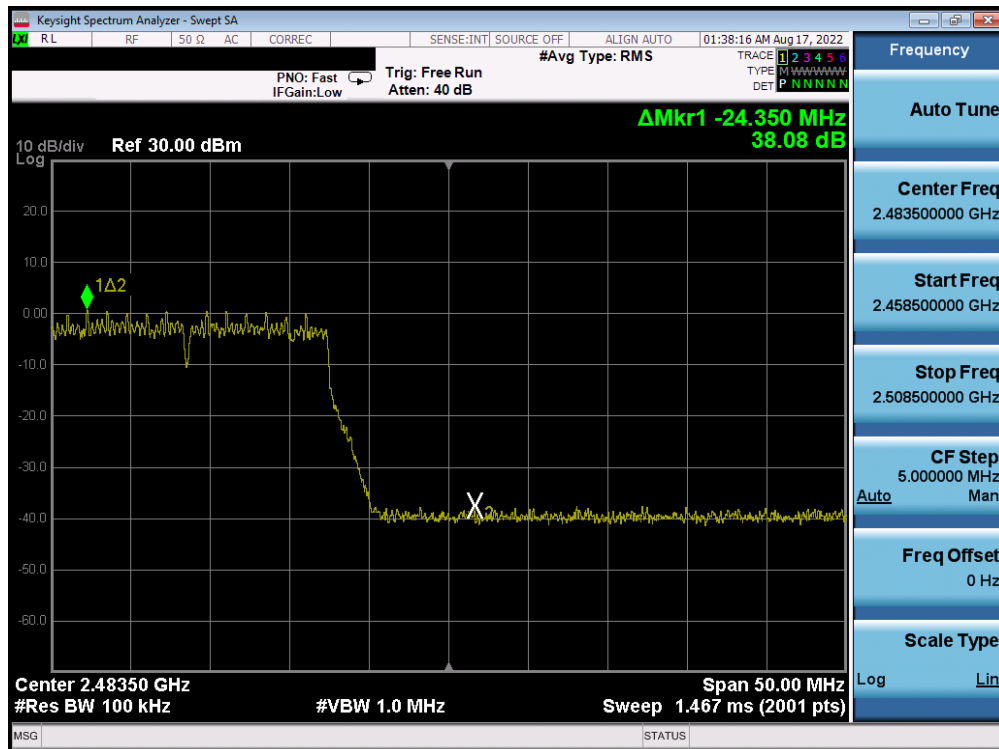 Keysight Spectrum Analyzer - Swept SA
LXI RL RF 50 Ω AC CORREC SENSE:INT SOURCE OFF ALIGN AUTO 01:38:16 AM Aug 17, 2022
#Avg Type: RMS
TRACE 1 2 3 4 5 6
PNO: Fast Trig: Free Run
TYPE M WWWWW
IFGain:Low Atten: 40 dB
DET P N N N N N
ΔMkr1 -24.350 MHz
38.08 dB
10 dB/div Ref 30.00 dBm
Log
20.0
10.0
1Δ2
0.00
-10.0
-20.0
-30.0
X2
-40.0
-50.0
-60.0
Center 2.48350 GHz Span 50.00 MHz
#Res BW 100 kHz #VBW 1.0 MHz Sweep 1.467 ms (2001 pts)
MSG STATUS
Frequency
Auto Tune
Center Freq
2.483500000 GHz
Start Freq
2.458500000 GHz
Stop Freq
2.508500000 GHz
CF Step
5.000000 MHz
Auto Man
Freq Offset
0 Hz
Scale Type
Log Lin